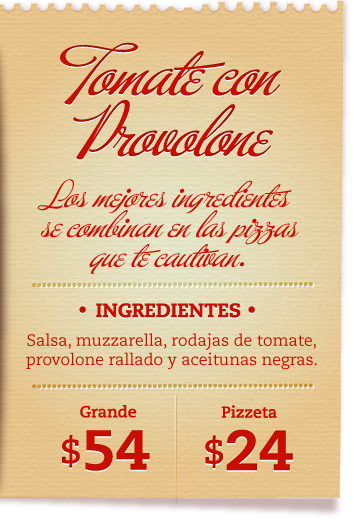 Tomate con
Provolone
Los mejores ingredientes
se combinan en las pizzas
que te cautivan.
• INGREDIENTES •
Salsa, muzzarella, rodajas de tomate,
provolone rallado y aceitunas negras.
Grande Pizzeta
$54 $24